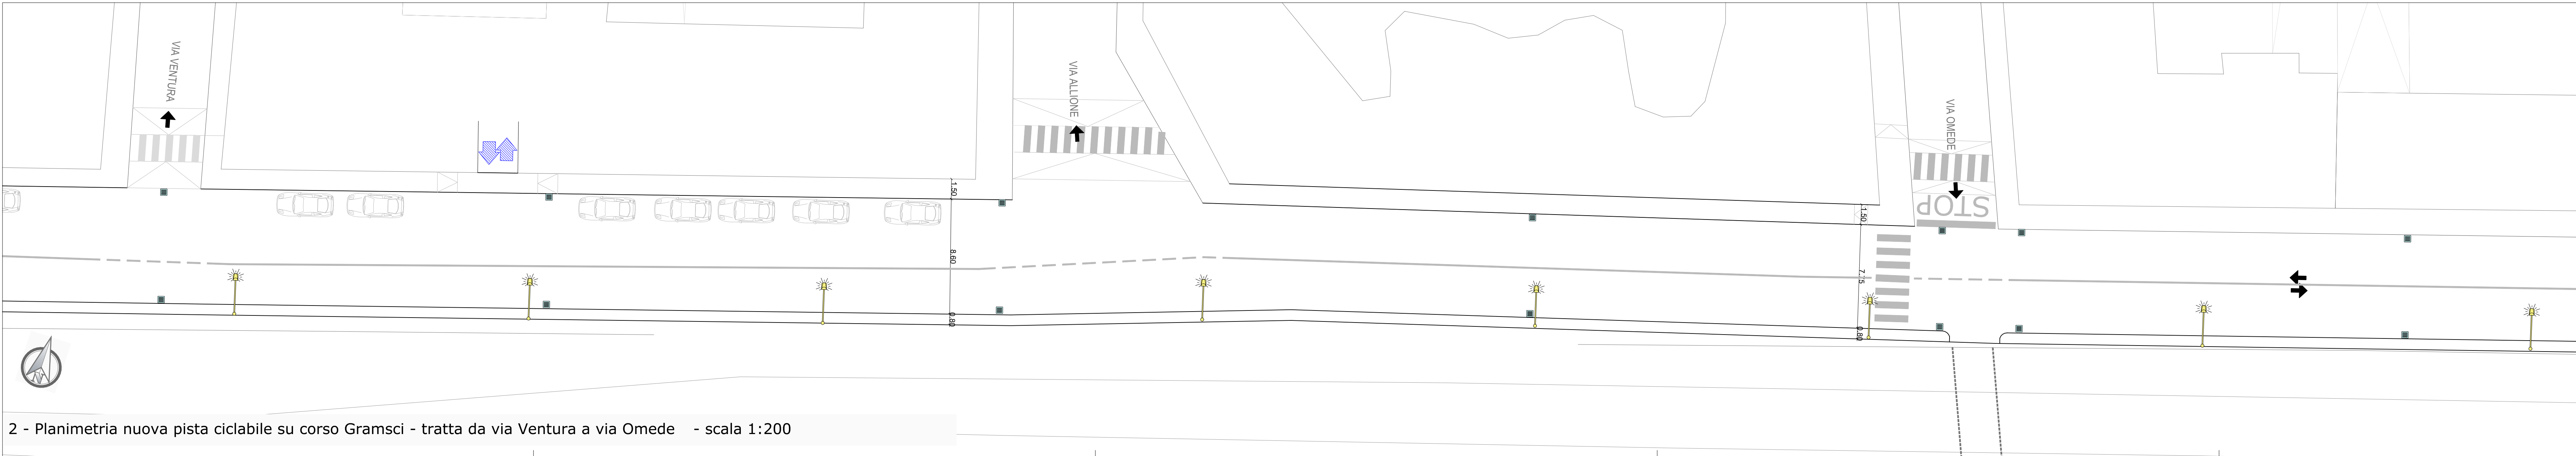 VIA VENTURA
VIA ALLIONE
VIA OMEDE
STOP
1.50
8.60
0.80
1.50
7.75
0.80
N
2 - Planimetria nuova pista ciclabile su corso Gramsci - tratta da via Ventura a via Omede - scala 1:200